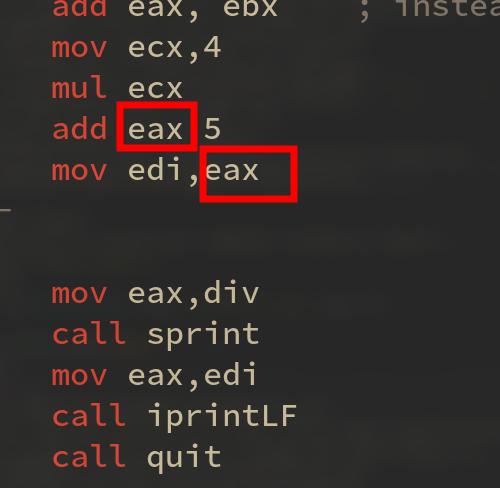 add eax, ebx    ; instea
mov ecx,4
mul ecx
add eax 5
mov edi,eax
mov eax,div
call sprint
mov eax,edi
call iprintLF
call quit